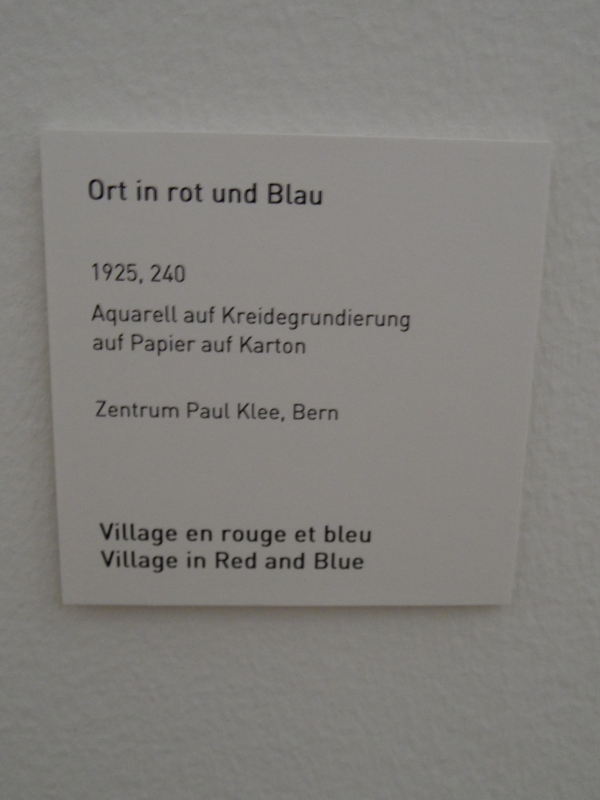 Ort in rot und Blau
1925, 240
Aquarell auf Kreidegrundierung
auf Papier auf Karton
Zentrum Paul Klee, Bern
Village en rouge et bleu
Village in Red and Blue